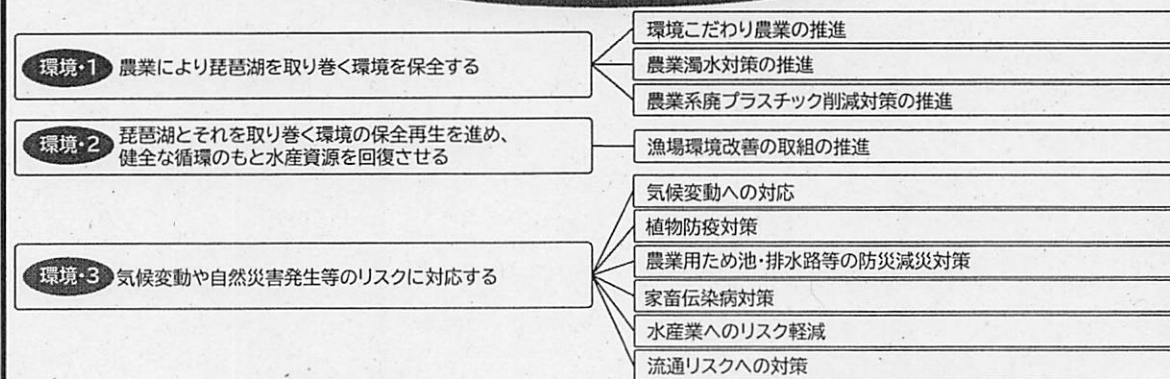 環境・1 農業により琵琶湖を取り巻く環境を保全する
環境こだわり農業の推進
農業濁水対策の推進
農業系廃プラスチック削減対策の推進
環境・2 琵琶湖とそれを取り巻く環境の保全再生を進め、
健全な循環のもと水産資源を回復させる
漁場環境改善の取組の推進
環境・3 気候変動や自然災害発生等のリスクに対応する
気候変動への対応
植物防疫対策
農業用ため池・排水路等の防災減災対策
家畜伝染病対策
水産業へのリスク軽減
流通リスクへの対策